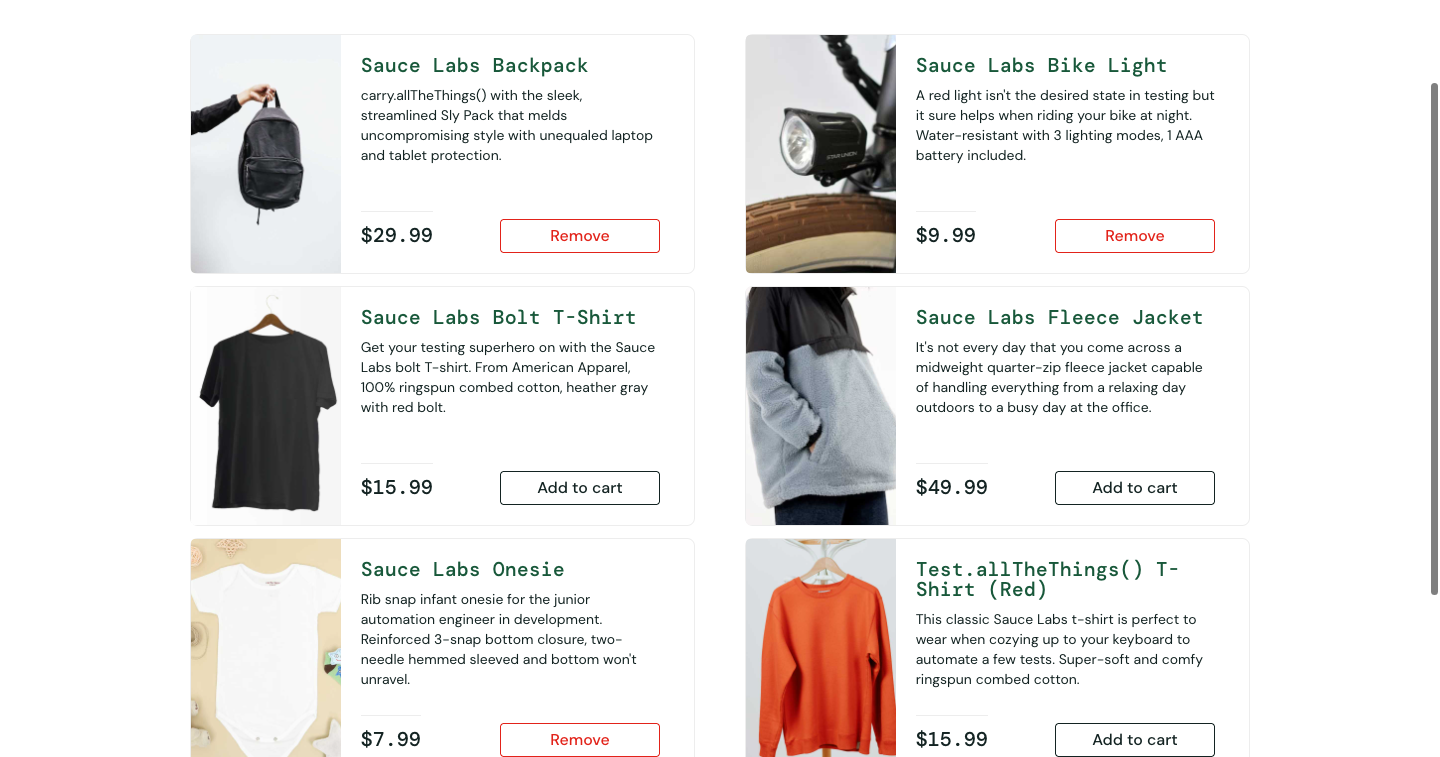 Sauce Labs Backpack
carry.allTheThings() with the sleek,
streamlined Sly Pack that melds
uncompromising style with unequaled laptop
and tablet protection.
$29.99
Remove
Sauce Labs Bike Light
A red light isn't the desired state in testing but
it sure helps when riding your bike at night.
Water-resistant with 3 lighting modes, 1 AAA
battery included.
$9.99
Remove
Sauce Labs Bolt T-Shirt
Get your testing superhero on with the Sauce
Labs bolt T-shirt. From American Apparel,
100% ringspun combed cotton, heather gray
with red bolt.
$15.99
Add to cart
Sauce Labs Fleece Jacket
It's not every day that you come across a
midweight quarter-zip fleece jacket capable
of handling everything from a relaxing day
outdoors to a busy day at the office.
$49.99
Add to cart
Sauce Labs Onesie
Rib snap infant onesie for the junior
automation engineer in development.
Reinforced 3-snap bottom closure, two-
needle hemmed sleeved and bottom won't
unravel.
$7.99
Remove
Test.allTheThings() T-
Shirt (Red)
This classic Sauce Labs t-shirt is perfect to
wear when cozying up to your keyboard to
automate a few tests. Super-soft and comfy
ringspun combed cotton.
$15.99
Add to cart